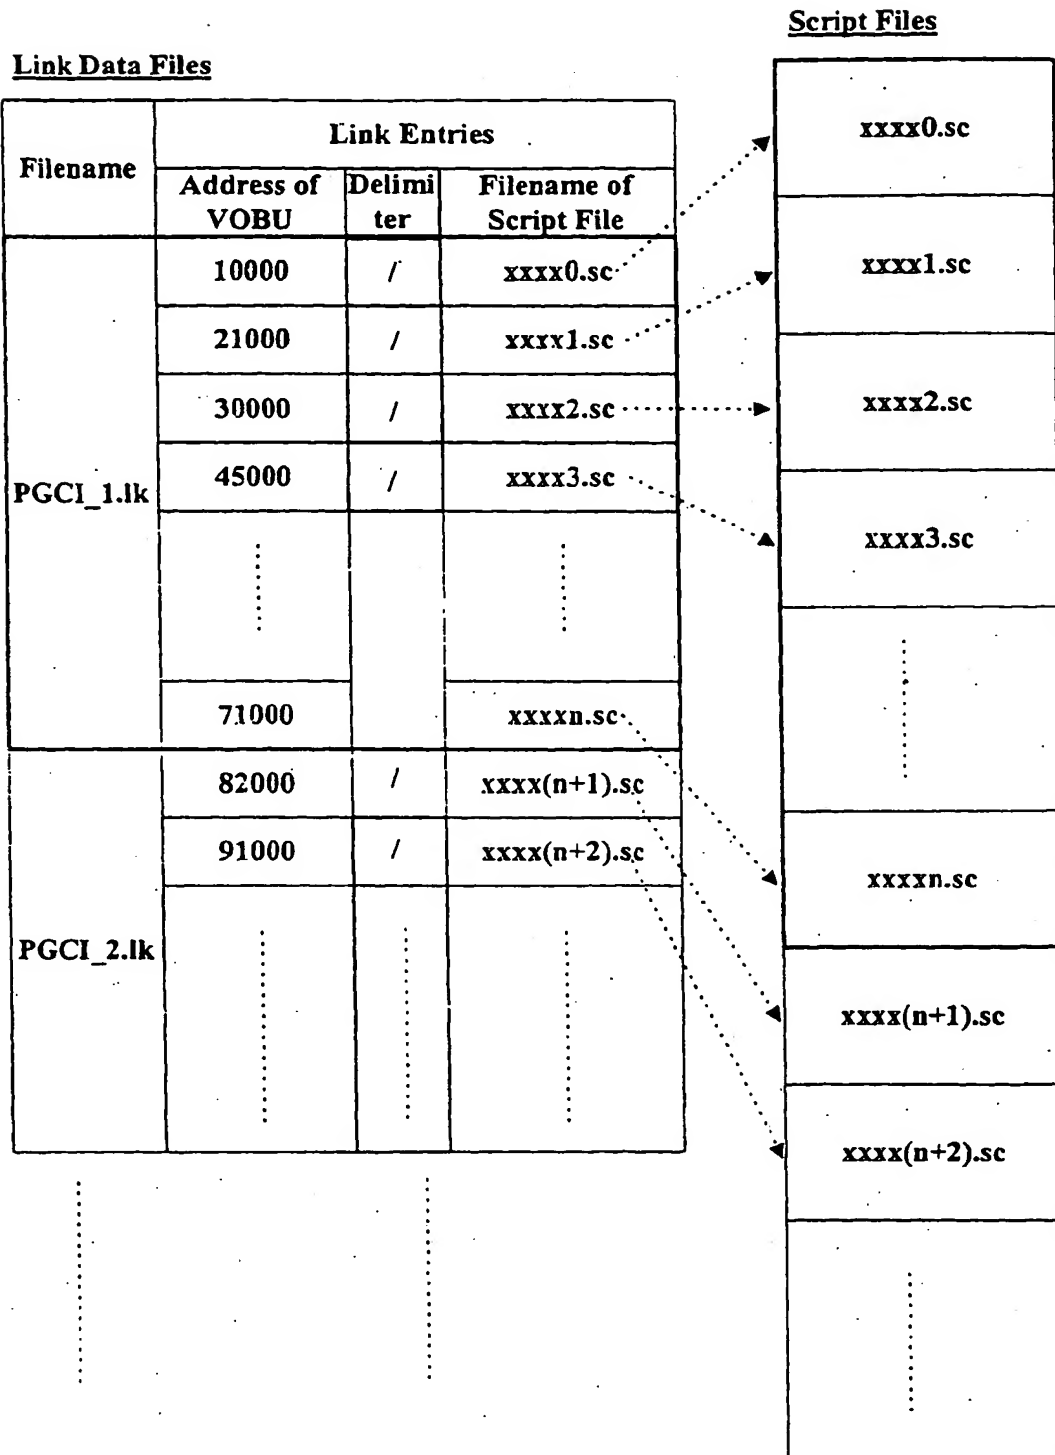 Script Files
Link Data Files
Filename
Link Entries
Address of
VOBU
Delimi
ter
Filename of
Script File
PGCI_1.lk
10000 / xxxx0.sc
21000 / xxxx1.sc
30000 / xxxx2.sc
45000 / xxxx3.sc
71000 xxxxn.sc
PGCI_2.lk
82000 / xxxx(n+1).sc
91000 / xxxx(n+2).sc
xxxx0.sc
xxxx1.sc
xxxx2.sc
xxxx3.sc
xxxxn.sc
xxxx(n+1).sc
xxxx(n+2).sc